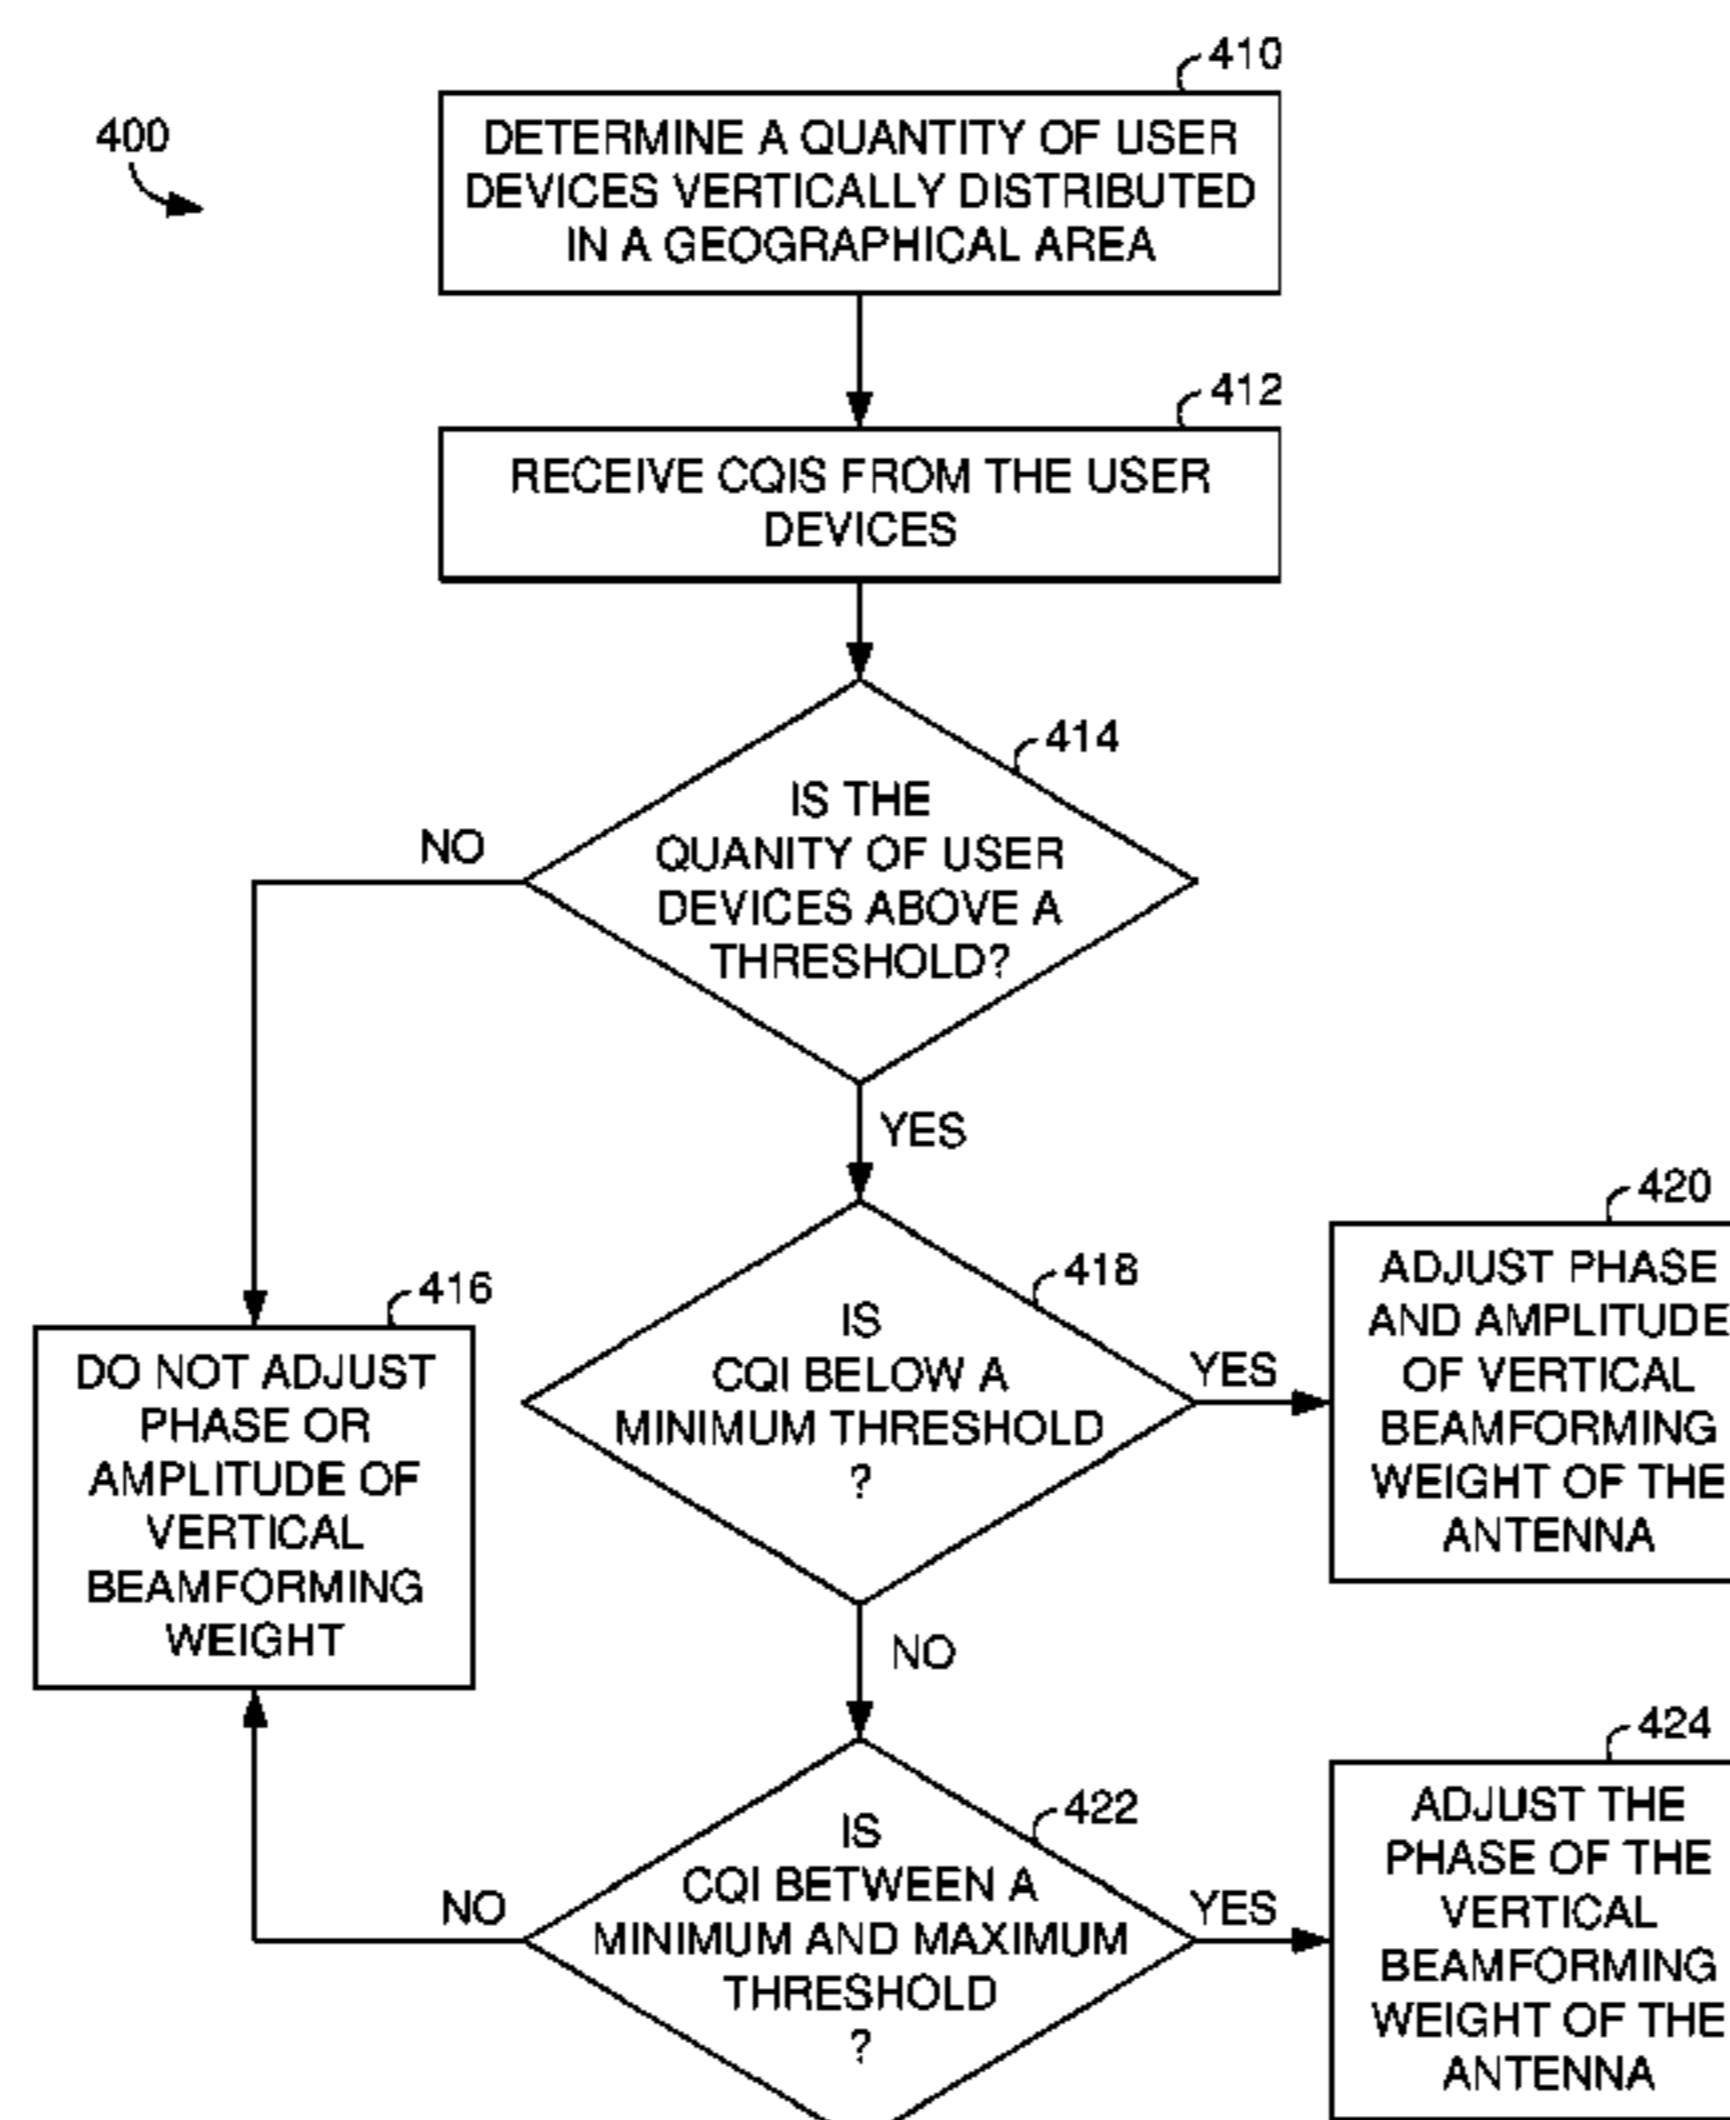 400
410
DETERMINE A QUANTITY OF USER
DEVICES VERTICALLY DISTRIBUTED
IN A GEOGRAPHICAL AREA
412
RECEIVE CQIS FROM THE USER
DEVICES
414
IS THE
QUANITY OF USER
DEVICES ABOVE A
THRESHOLD?
NO
YES
416
DO NOT ADJUST
PHASE OR
AMPLITUDE OF
VERTICAL
BEAMFORMING
WEIGHT
418
IS
CQI BELOW A
MINIMUM THRESHOLD
?
YES
NO
420
ADJUST PHASE
AND AMPLITUDE
OF VERTICAL
BEAMFORMING
WEIGHT OF THE
ANTENNA
422
IS
CQI BETWEEN A
MINIMUM AND MAXIMUM
THRESHOLD
?
NO
YES
424
ADJUST THE
PHASE OF THE
VERTICAL
BEAMFORMING
WEIGHT OF THE
ANTENNA